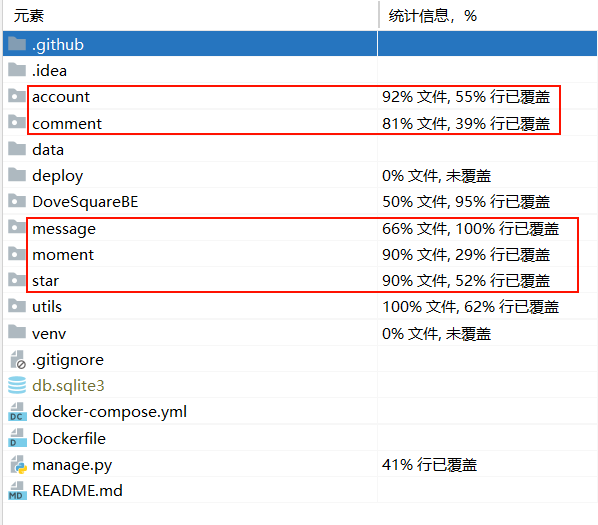 元素 统计信息, %
.github
.idea
account 92% 文件, 55% 行已覆盖
comment 81% 文件, 39% 行已覆盖
data
deploy 0% 文件, 未覆盖
DoveSquareBE 50% 文件, 95% 行已覆盖
message 66% 文件, 100% 行已覆盖
moment 90% 文件, 29% 行已覆盖
star 90% 文件, 52% 行已覆盖
utils 100% 文件, 62% 行已覆盖
venv 0% 文件, 未覆盖
.gitignore
db.sqlite3
DC docker-compose.yml
D Dockerfile
manage.py 41% 行已覆盖
MD README.md